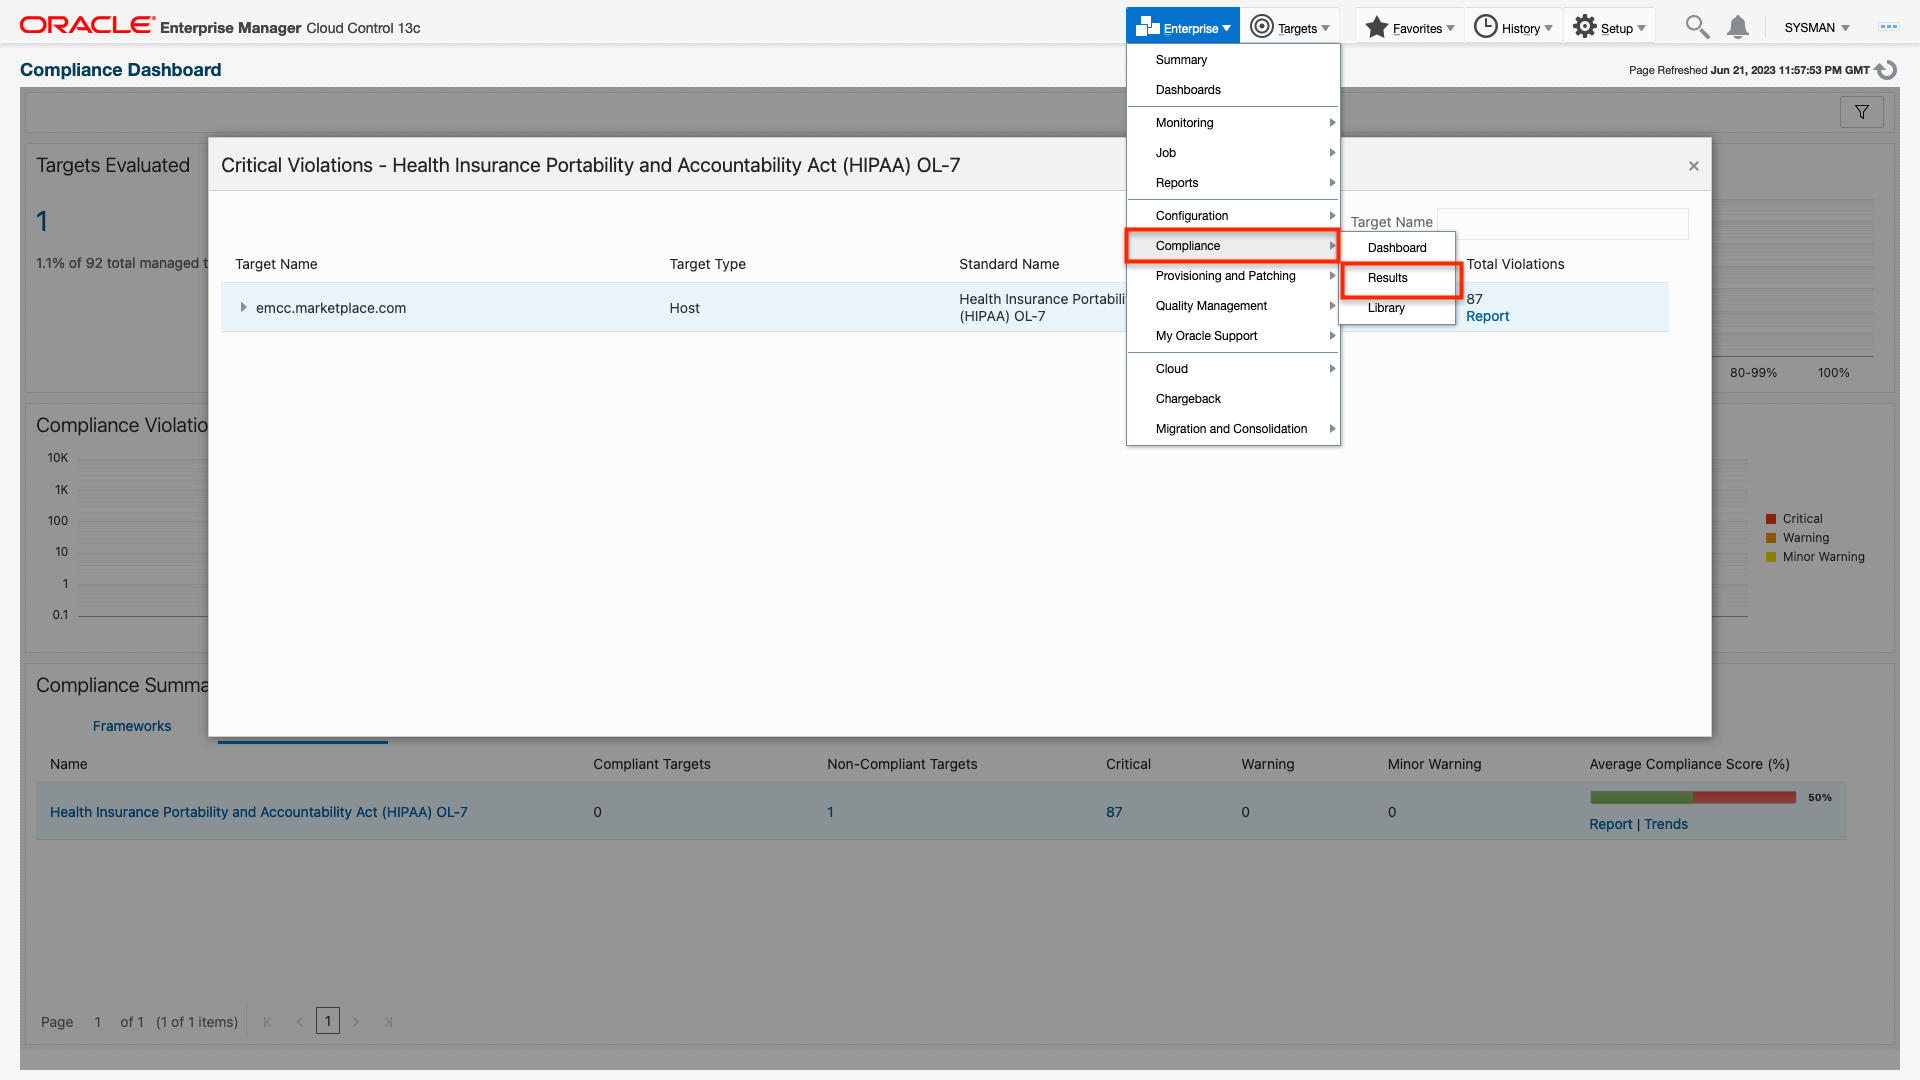 ORACLE Enterprise Manager Cloud Control 13c
Enterprise
Targets
Favorites
History
Setup
SYSMAN
Compliance Dashboard
Page Refreshed Jun 21, 2023 11:57:53 PM GMT
Summary
Dashboards
Monitoring
Job
Reports
Configuration
Compliance
Provisioning and Patching
Quality Management
My Oracle Support
Cloud
Chargeback
Migration and Consolidation
Dashboard
Results
Library
Targets Evaluated
1
1.1% of 92 total managed t
Critical Violations - Health Insurance Portability and Accountability Act (HIPAA) OL-7
×
Target Name
Target Name
Target Type
Standard Name
Total Violations
emcc.marketplace.com
Host
Health Insurance Portabili
(HIPAA) OL-7
87
Report
80-99%
100%
Compliance Violatio
10K
1K
100
10
1
0.1
Critical
Warning
Minor Warning
Compliance Summa
Frameworks
Name
Compliant Targets
Non-Compliant Targets
Critical
Warning
Minor Warning
Average Compliance Score (%)
Health Insurance Portability and Accountability Act (HIPAA) OL-7
0
1
87
0
0
50%
Report | Trends
Page 1 of 1 (1 of 1 items)
1